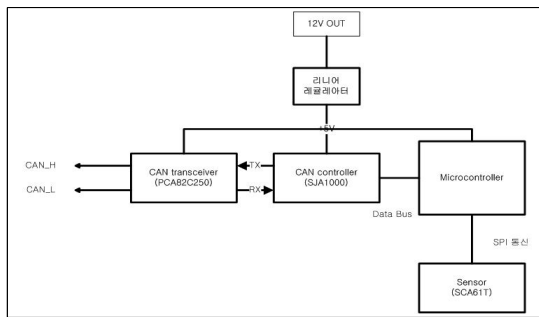 12V OUT
리니어
레귤레이터
+5V
CAN_H
CAN_L
CAN transceiver
(PCA82C250)
TX
RX
CAN controller
(SJA1000)
Microcontroller
Data Bus
SPI 통신
Sensor
(SCA61T)